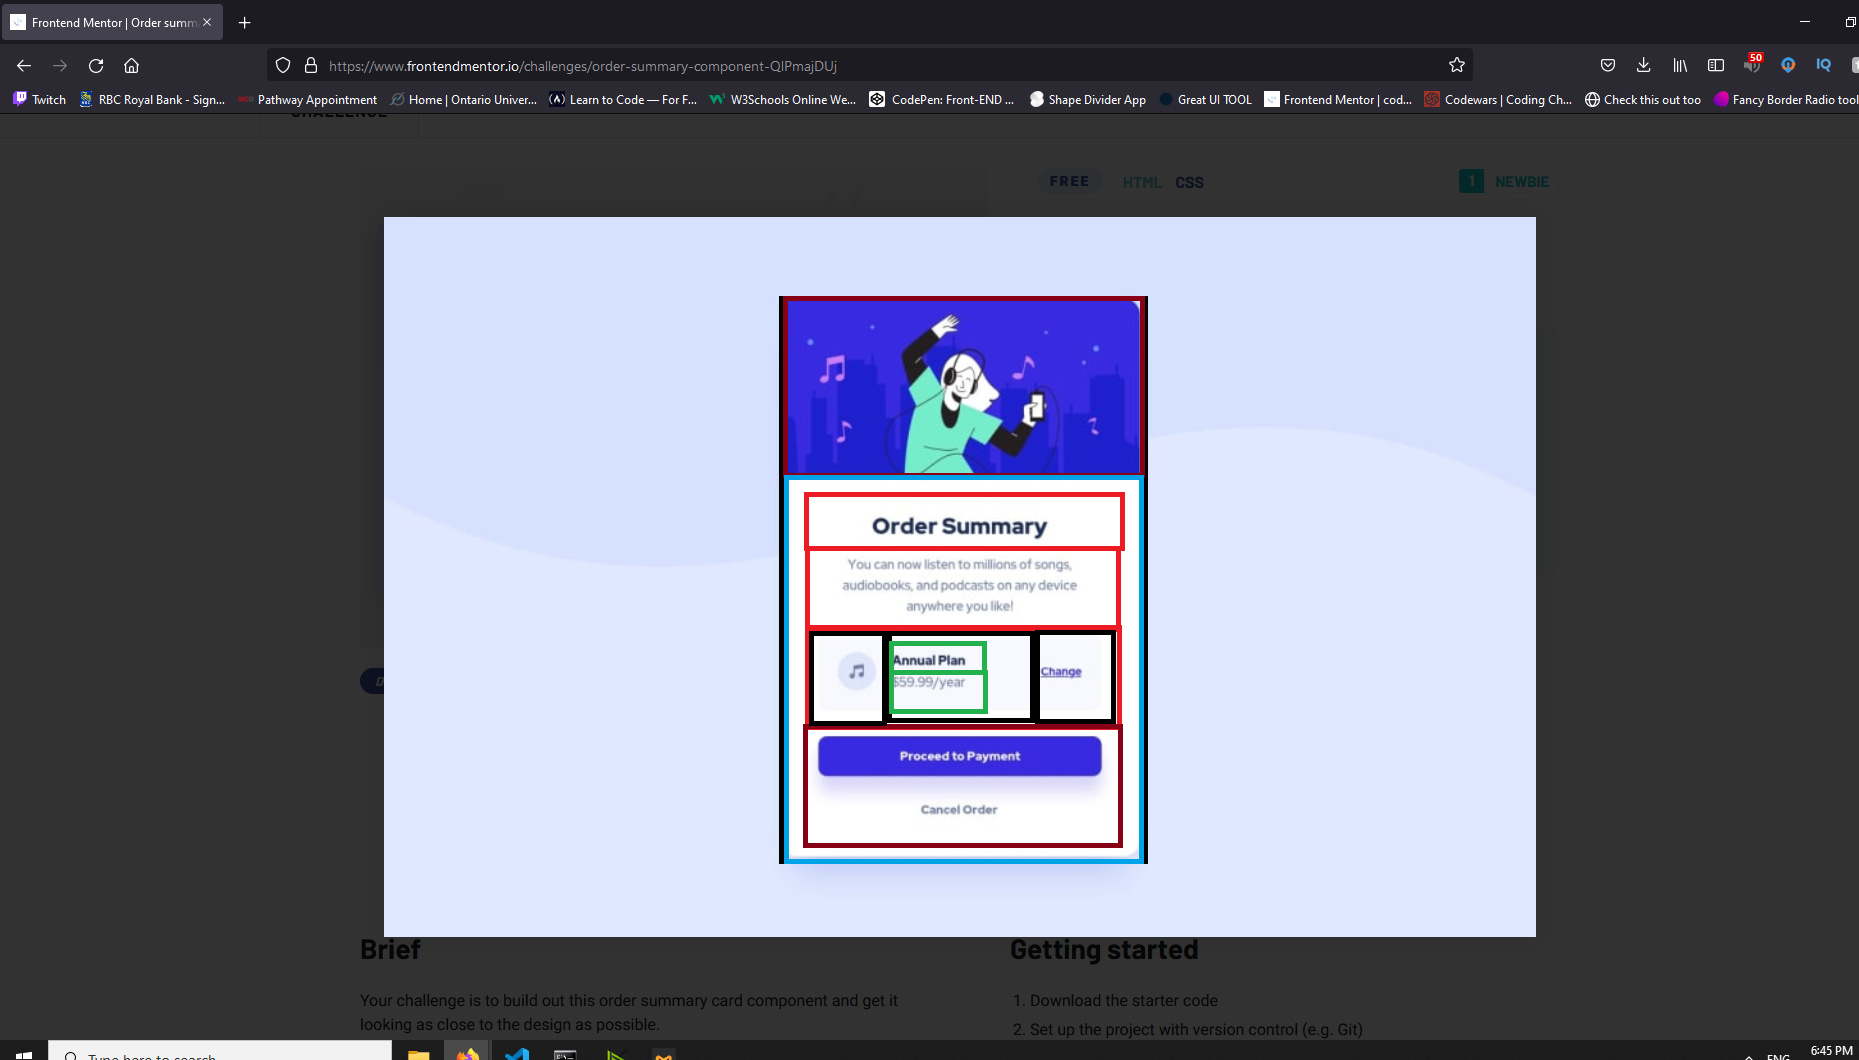 Frontend Mentor | Order summ
https://www.frontendmentor.io/challenges/order-summary-component-QlPmajDUj
50
IQ
Twitch
RBC Royal Bank - Sign...
Pathway Appointment
Home | Ontario Univer...
Learn to Code — For F...
W3Schools Online We...
CodePen: Front-END ...
Shape Divider App
Great UI TOOL
Frontend Mentor | cod...
Codewars | Coding Ch...
Check this out too
Fancy Border Radio tool
CHALLENGE
FREE
HTML CSS
1 NEWBIE
Order Summary
You can now listen to millions of songs,
audiobooks, and podcasts on any device
anywhere you like!
Annual Plan
$59.99/year
Change
Proceed to Payment
Cancel Order
Brief
Your challenge is to build out this order summary card component and get it
looking as close to the design as possible.
Getting started
1. Download the starter code
2. Set up the project with version control (e.g. Git)
Type here to search
ENG
6:45 PM